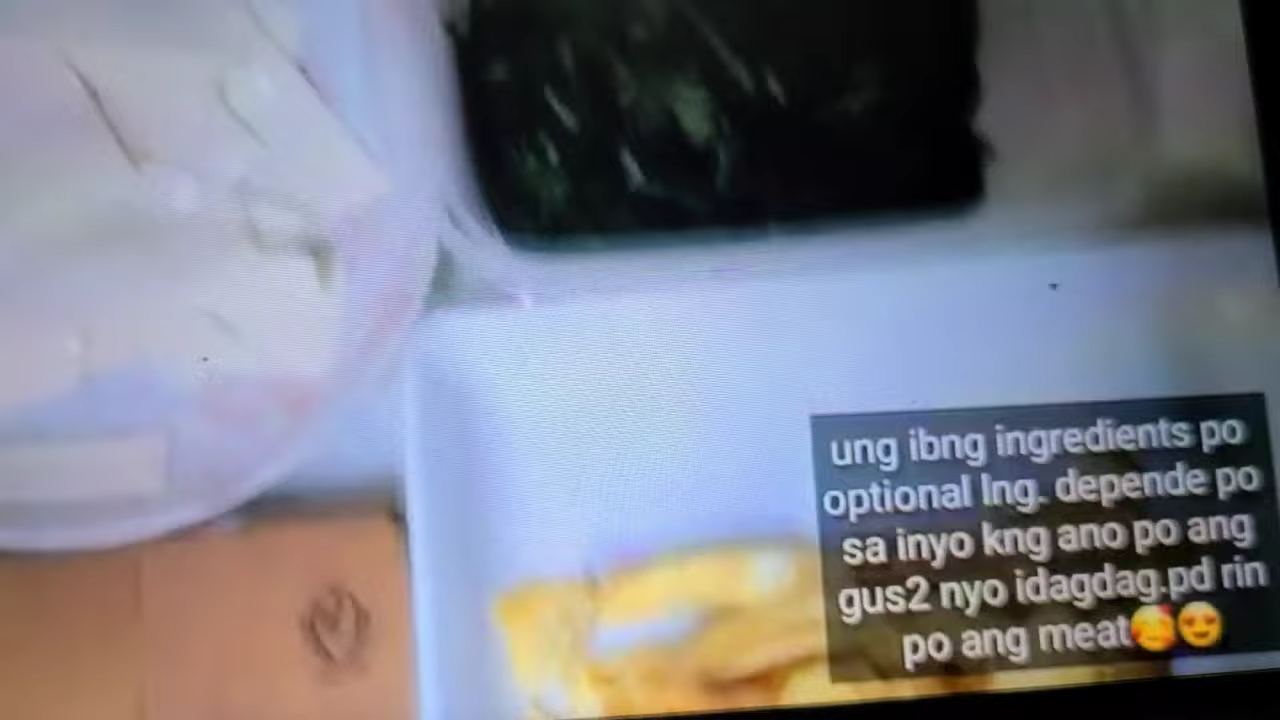 ung ibng ingredients po
optional lng. depende po
sa inyo kng ano po ang
gus2 nyo idagdag.pd rin
po ang meat🥰😍